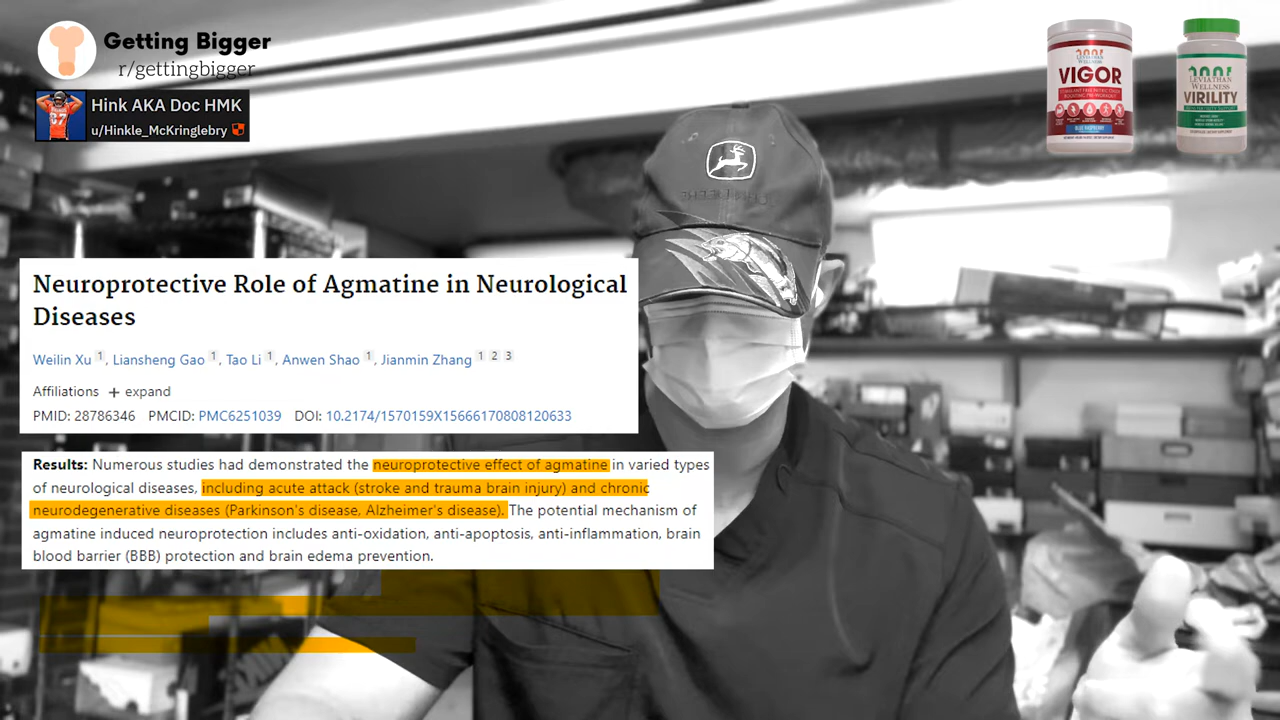 Getting Bigger
r/gettingbigger
Hink AKA Doc HMK
u/Hinkle_McKringlebry
87
LEVIATHAN
WELLNESS
VIGOR
BLUE RASPBERRY
LEVIATHAN
WELLNESS
VIRILITY
Neuroprotective Role of Agmatine in Neurological
Diseases
Weilin Xu 1, Liansheng Gao 1, Tao Li 1, Anwen Shao 1, Jianmin Zhang 1 2 3
Affiliations + expand
PMID: 28786346 PMCID: PMC6251039 DOI: 10.2174/1570159X15666170808120633
Results: Numerous studies had demonstrated the neuroprotective effect of agmatine in varied types
of neurological diseases, including acute attack (stroke and trauma brain injury) and chronic
neurodegenerative diseases (Parkinson's disease, Alzheimer's disease). The potential mechanism of
agmatine induced neuroprotection includes anti-oxidation, anti-apoptosis, anti-inflammation, brain
blood barrier (BBB) protection and brain edema prevention.